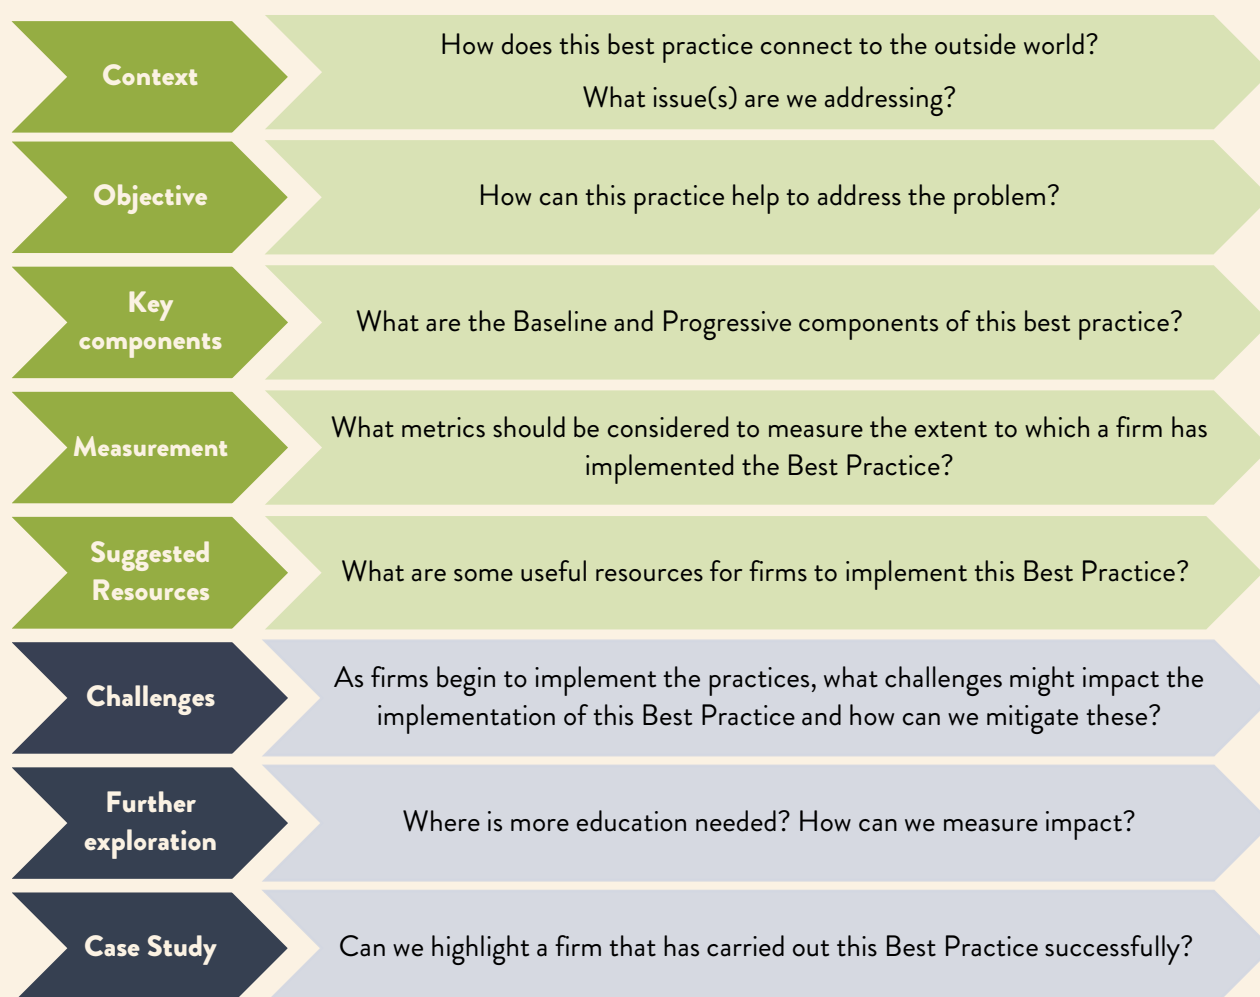 Context
How does this best practice connect to the outside world?
What issue(s) are we addressing?
Objective
How can this practice help to address the problem?
Key
components
What are the Baseline and Progressive components of this best practice?
Measurement
What metrics should be considered to measure the extent to which a firm has
implemented the Best Practice?
Suggested
Resources
What are some useful resources for firms to implement this Best Practice?
Challenges
As firms begin to implement the practices, what challenges might impact the
implementation of this Best Practice and how can we mitigate these?
Further
exploration
Where is more education needed? How can we measure impact?
Case Study
Can we highlight a firm that has carried out this Best Practice successfully?